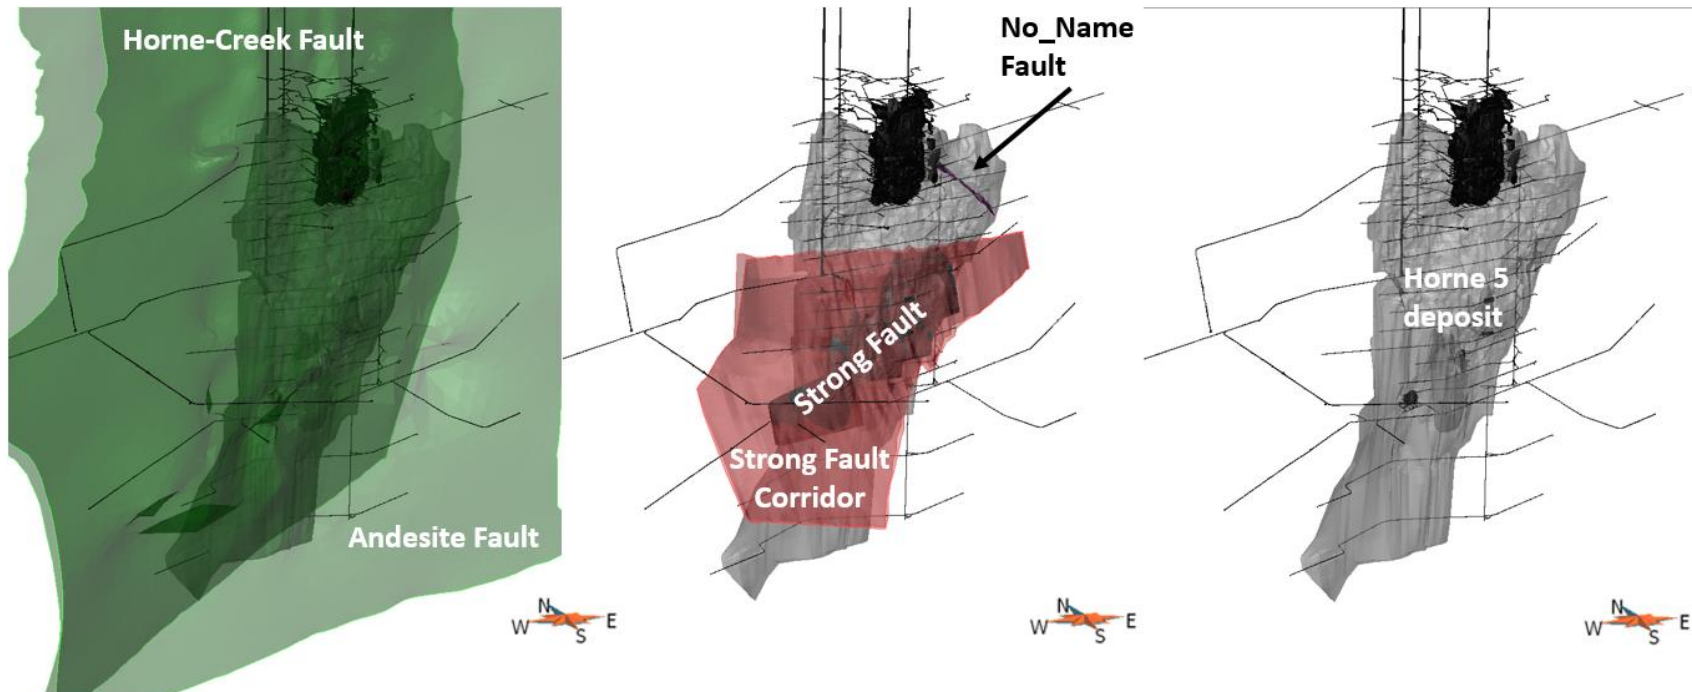 Horne-Creek Fault
Andesite Fault
N
W
E
S
No_Name
Fault
Strong Fault
Strong Fault
Corridor
N
W
E
S
Horne 5
deposit
N
W
E
S